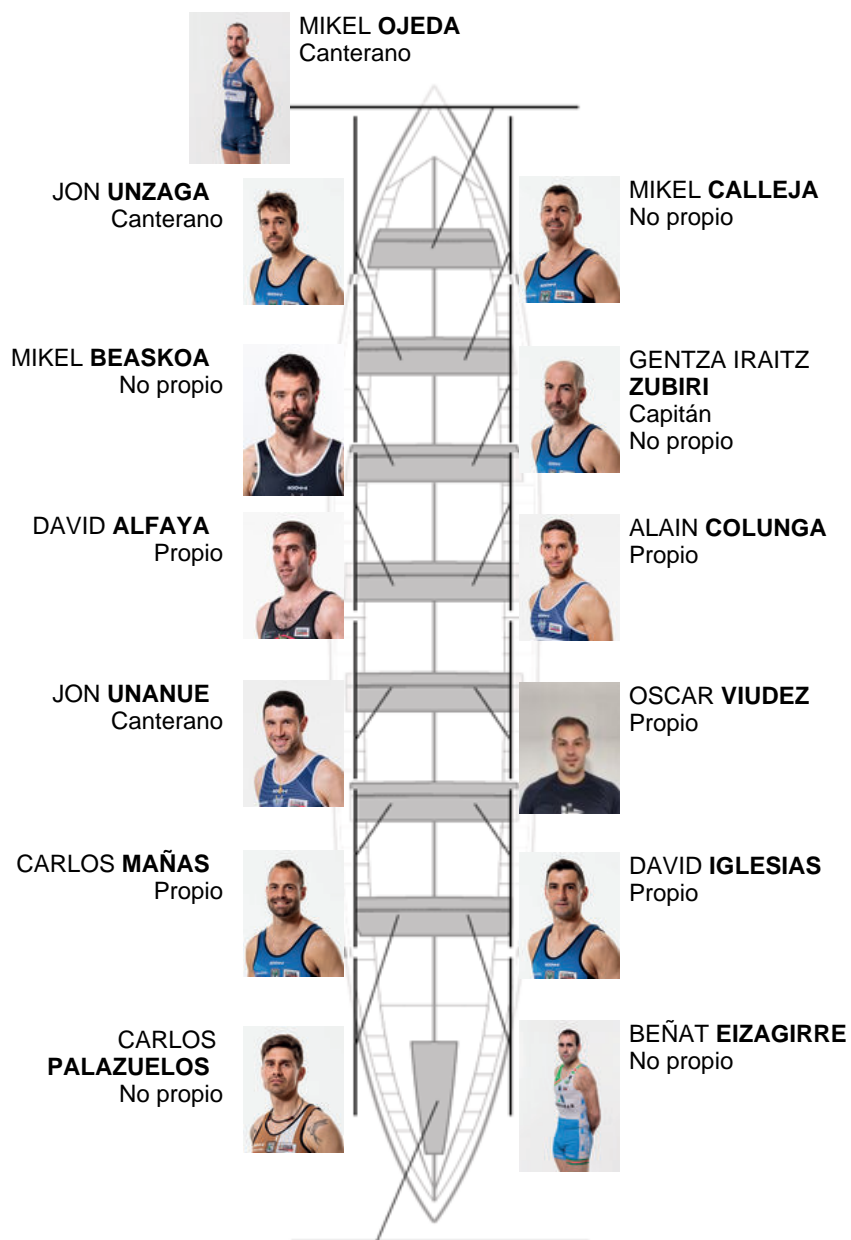 MIKEL OJEDA
Canterano
JON UNZAGA
Canterano
MIKEL CALLEJA
No propio
MIKEL BEASKOA
No propio
GENTZA IRAITZ
ZUBIRI
Capitán
No propio
DAVID ALFAYA
Propio
ALAIN COLUNGA
Propio
JON UNANUE
Canterano
OSCAR VIUDEZ
Propio
CARLOS MAÑAS
Propio
DAVID IGLESIAS
Propio
CARLOS
PALAZUELOS
No propio
BEÑAT EIZAGIRRE
No propio